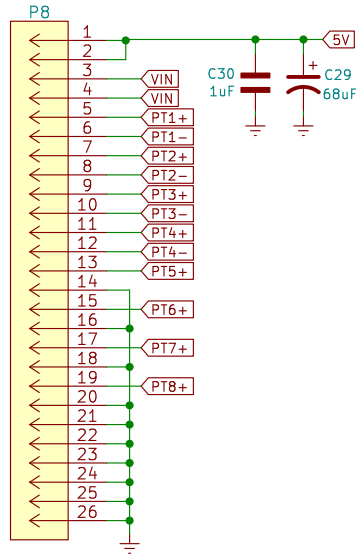 P8
1
5V
2
3 VIN
C30
C29
4 VIN
1uF
68uF
5 PT1+
6 PT1-
7 PT2+
8 PT2-
9 PT3+
10 PT3-
11 PT4+
12 PT4-
13 PT5+
14
15 PT6+
16
17 PT7+
18
19 PT8+
20
21
22
23
24
25
26